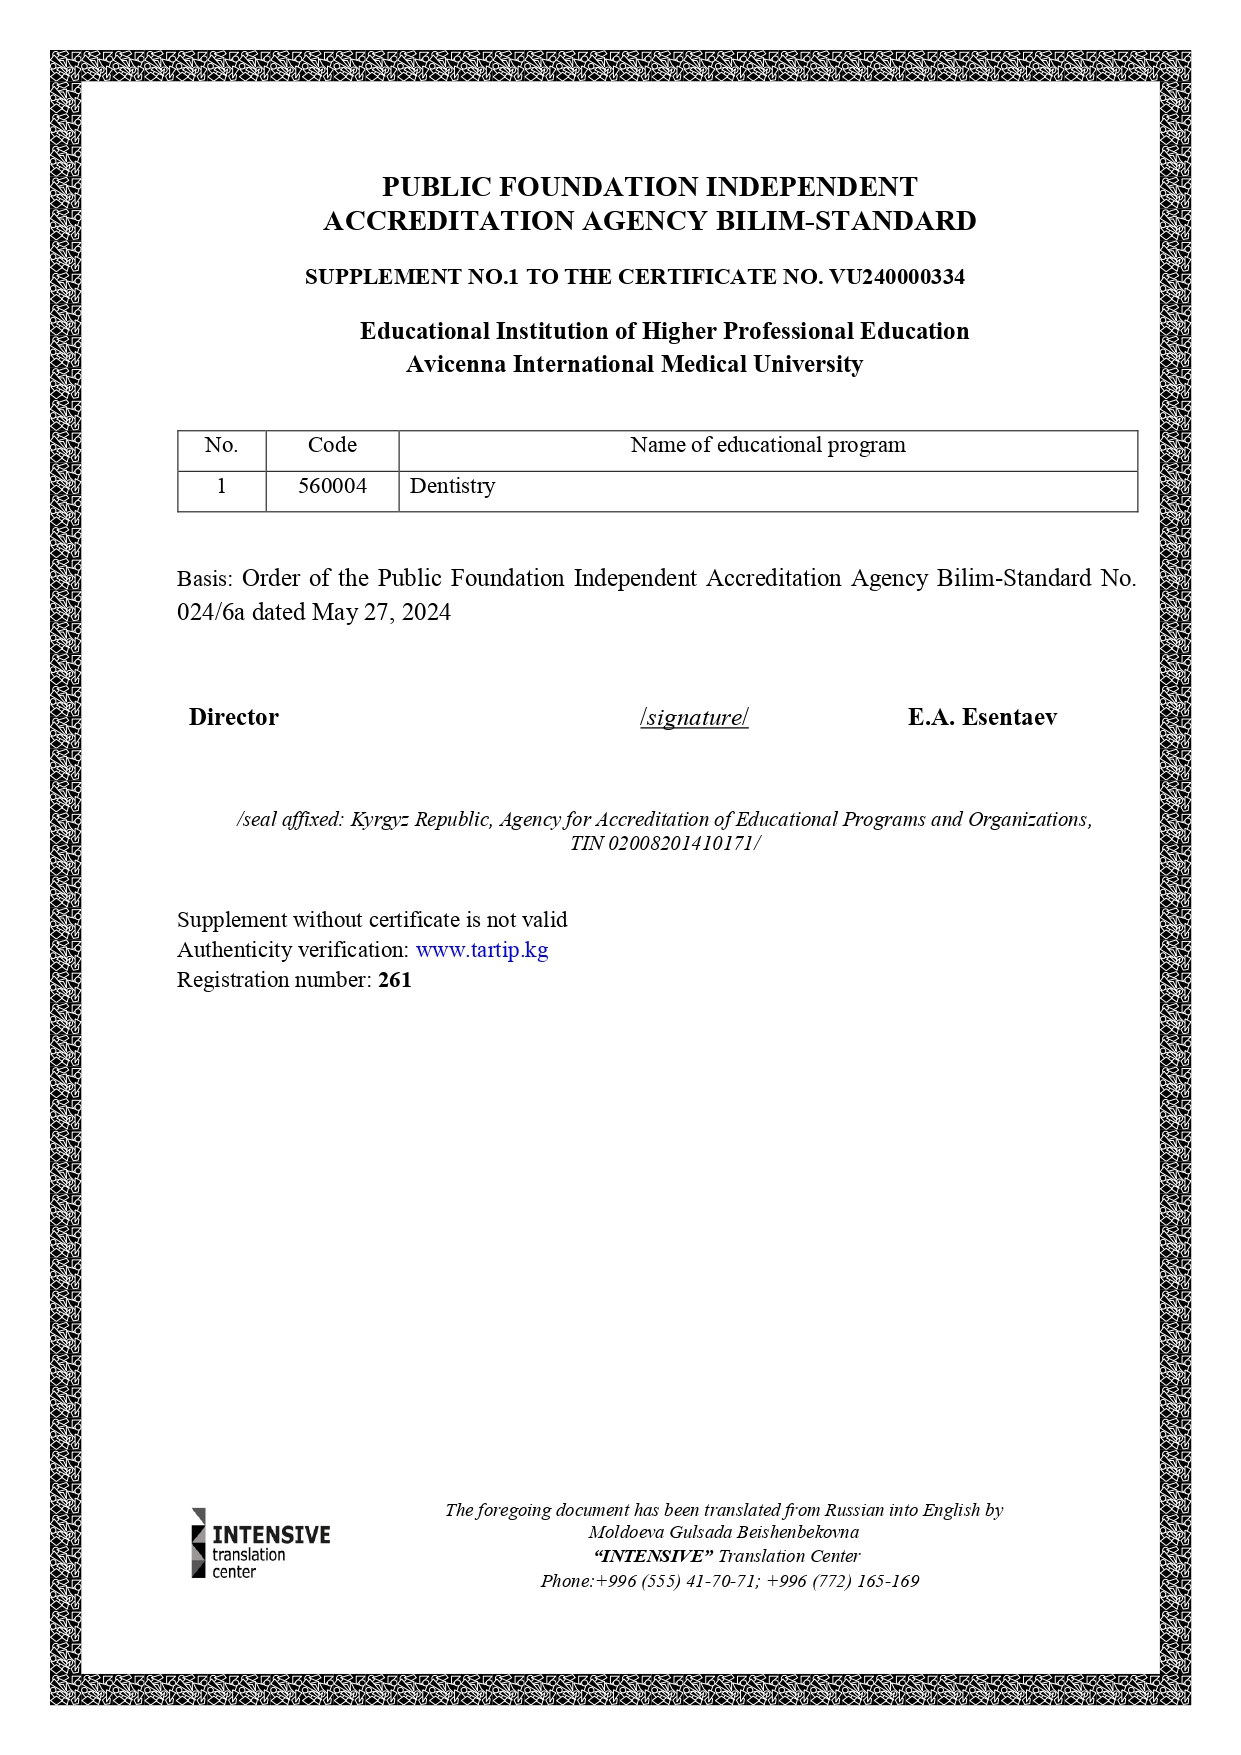 PUBLIC FOUNDATION INDEPENDENT
ACCREDITATION AGENCY BILIM-STANDARD
SUPPLEMENT NO.1 TO THE CERTIFICATE NO. VU240000334
Educational Institution of Higher Professional Education
Avicenna International Medical University
No. Code Name of educational program
1 560004 Dentistry
Basis: Order of the Public Foundation Independent Accreditation Agency Bilim-Standard No.
024/6a dated May 27, 2024
Director /signature/ E.A. Esentaev
/seal affixed: Kyrgyz Republic, Agency for Accreditation of Educational Programs and Organizations,
TIN 02008201410171/
Supplement without certificate is not valid
Authenticity verification: www.tartip.kg
Registration number: 261
INTENSIVE
translation
center
The foregoing document has been translated from Russian into English by
Moldoeva Gulsada Beishenbekovna
“INTENSIVE” Translation Center
Phone:+996 (555) 41-70-71; +996 (772) 165-169